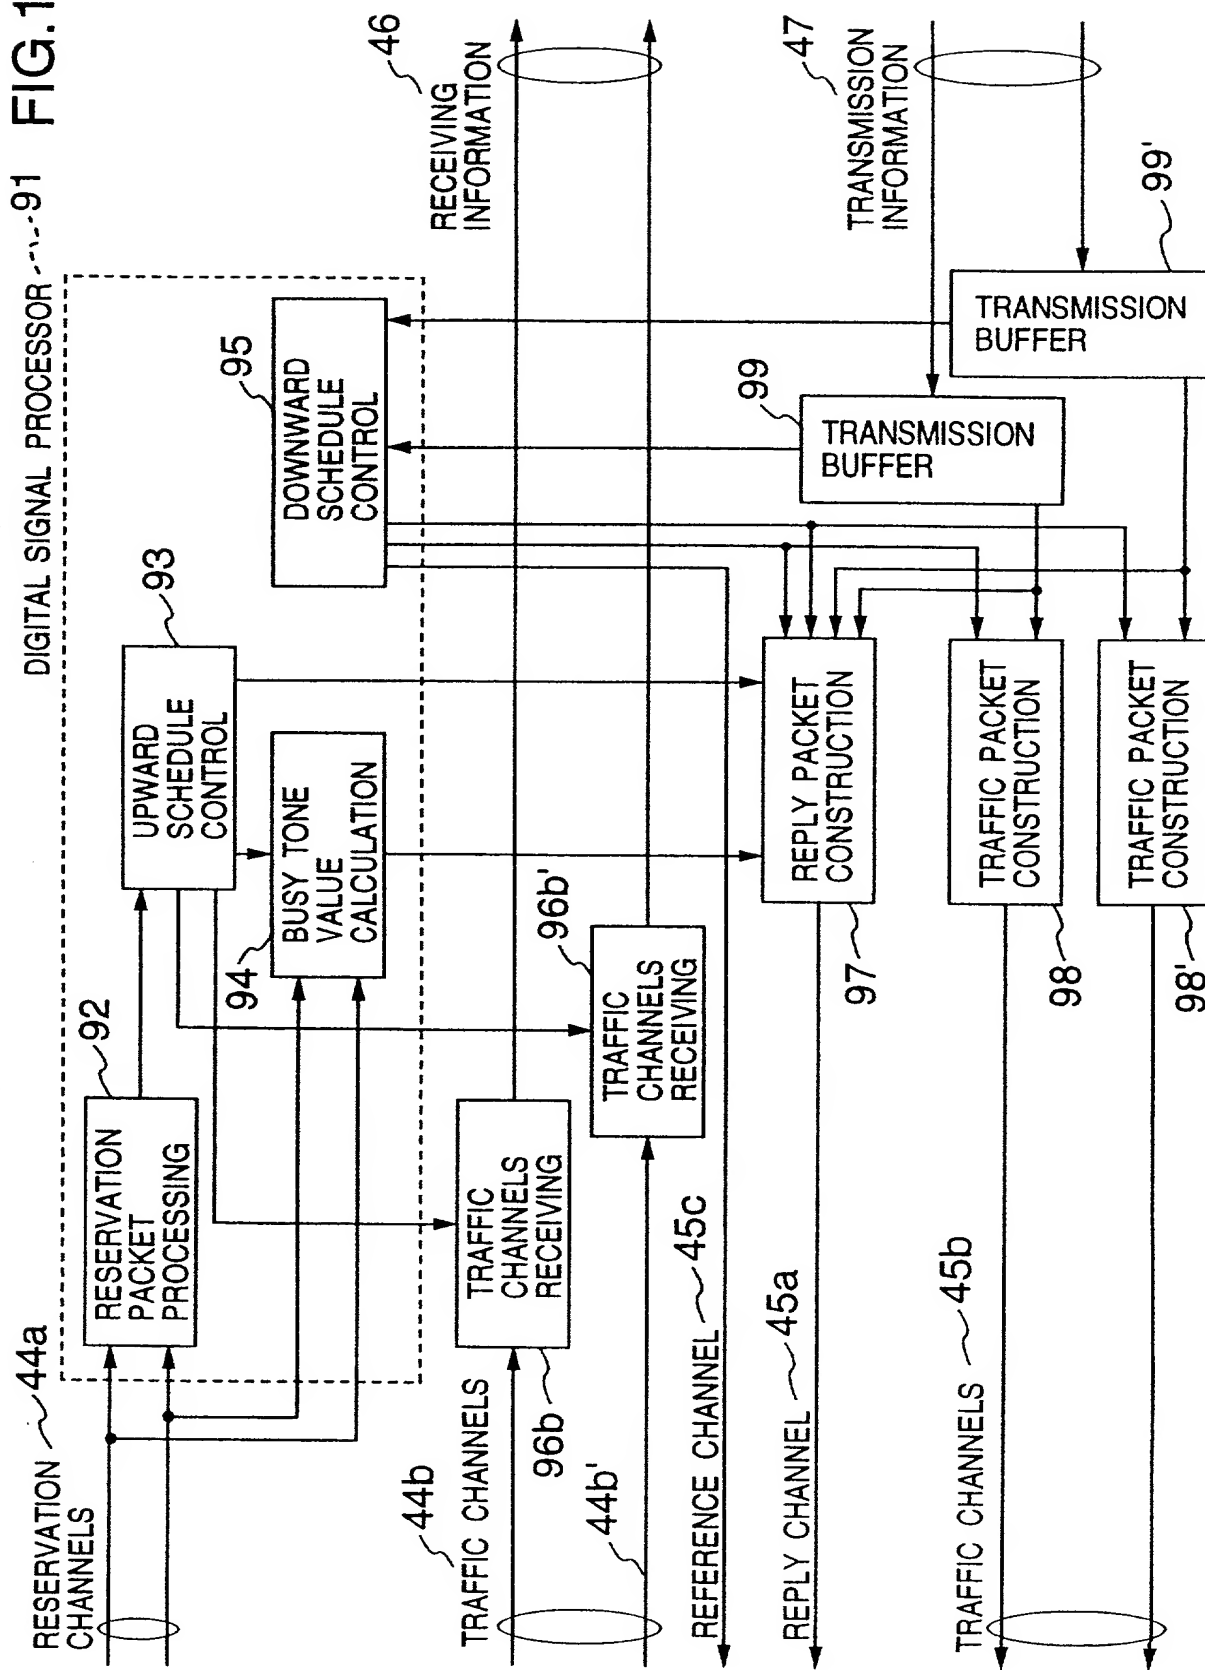 FIG.1
DIGITAL SIGNAL PROCESSOR 91
RESERVATION 44a
CHANNELS
92
RESERVATION
PACKET
PROCESSING
93
UPWARD
SCHEDULE
CONTROL
94
BUSY TONE
VALUE
CALCULATION
95
DOWNWARD
SCHEDULE
CONTROL
46
RECEIVING
INFORMATION
44b
TRAFFIC CHANNELS
96b
TRAFFIC
CHANNELS
RECEIVING
44b'
96b'
TRAFFIC
CHANNELS
RECEIVING
47
TRANSMISSION
INFORMATION
99
TRANSMISSION
BUFFER
99'
TRANSMISSION
BUFFER
REFERENCE CHANNEL 45c
REPLY CHANNEL 45a
97
REPLY PACKET
CONSTRUCTION
TRAFFIC CHANNELS 45b
98
TRAFFIC PACKET
CONSTRUCTION
98'
TRAFFIC PACKET
CONSTRUCTION